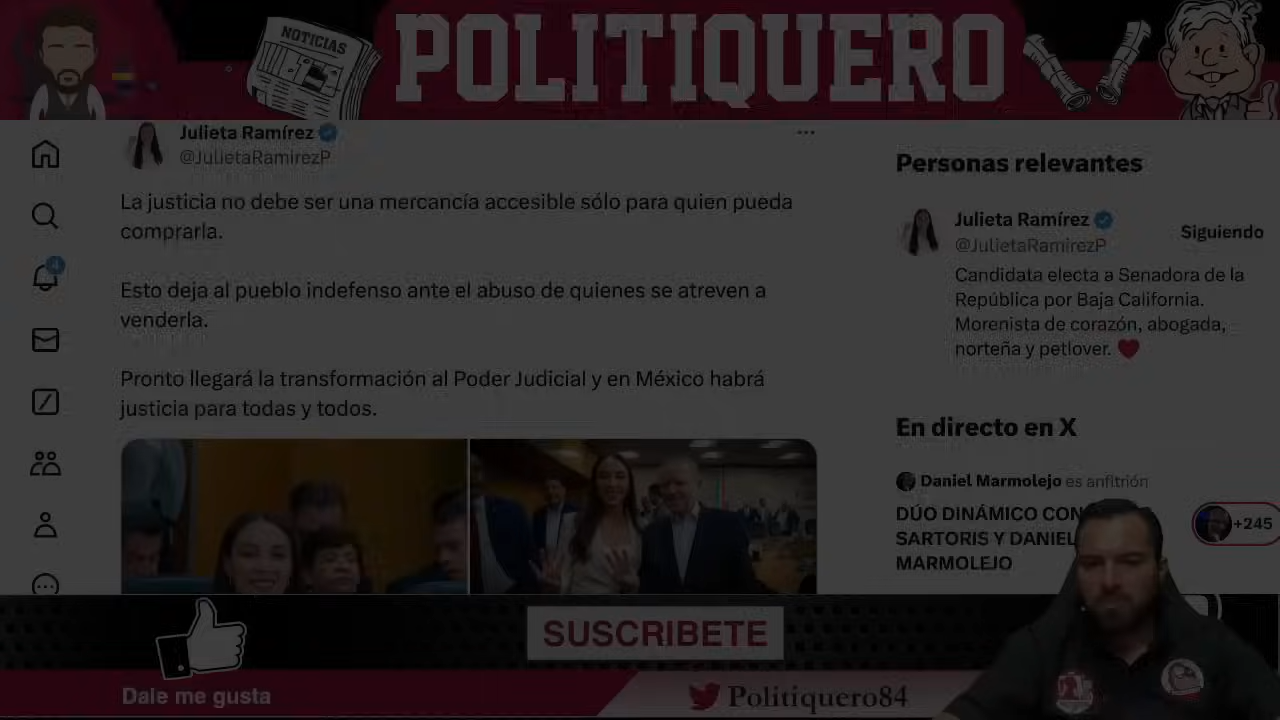 NOTICIAS
POLITIQUERO
Julieta Ramírez
@JulietaRamirezP
La justicia no debe ser una mercancía accesible sólo para quien pueda
comprarla.
Esto deja al pueblo indefenso ante el abuso de quienes se atreven a
venderla.
Pronto llegará la transformación al Poder Judicial y en México habrá
justicia para todas y todos.
Personas relevantes
Julieta Ramírez
@JulietaRamirezP
Siguiendo
Candidata electa a Senadora de la
República por Baja California.
Morenista de corazón, abogada,
norteña y petlover.
En directo en X
Daniel Marmolejo es anfitrión
DÚO DINÁMICO CON
SARTORIS Y DANIEL
MARMOLEJO
+245
4
SUSCRIBETE
Dale me gusta
Politiquero84